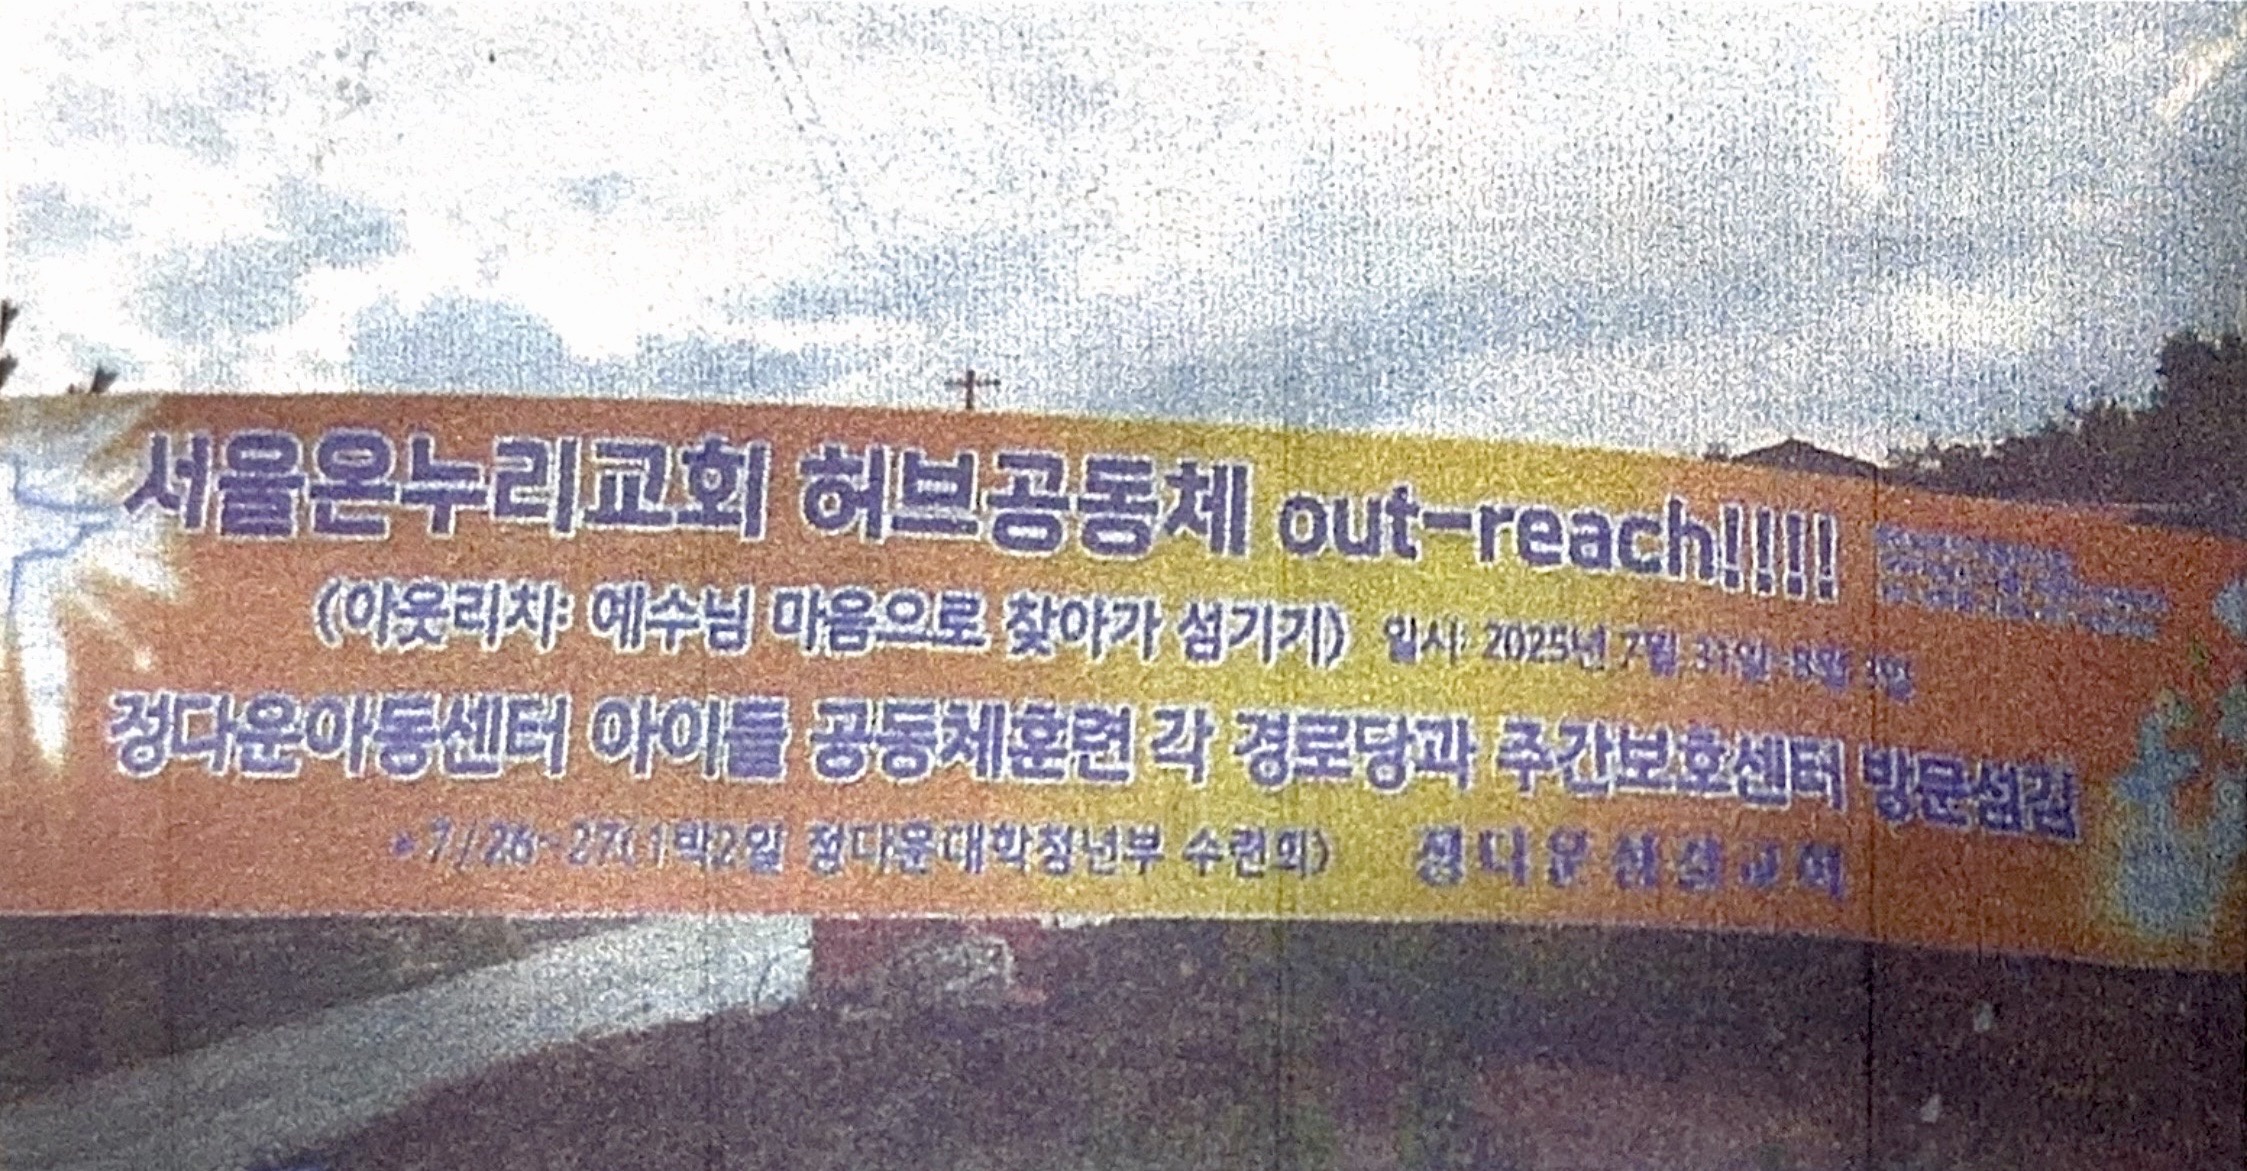 서울온누리교회 허브공동체 out-reach!!!!
(아웃리치: 예수님 마음으로 찾아가 섬기기) 일시: 2025년 7월 31일-8월
정다운아동센터 아이들 공동체훈련 각 경로당과 주간보호센터 방문섬김
7/26~27(1박2일 정다운대학청년부 수련회) 정다운